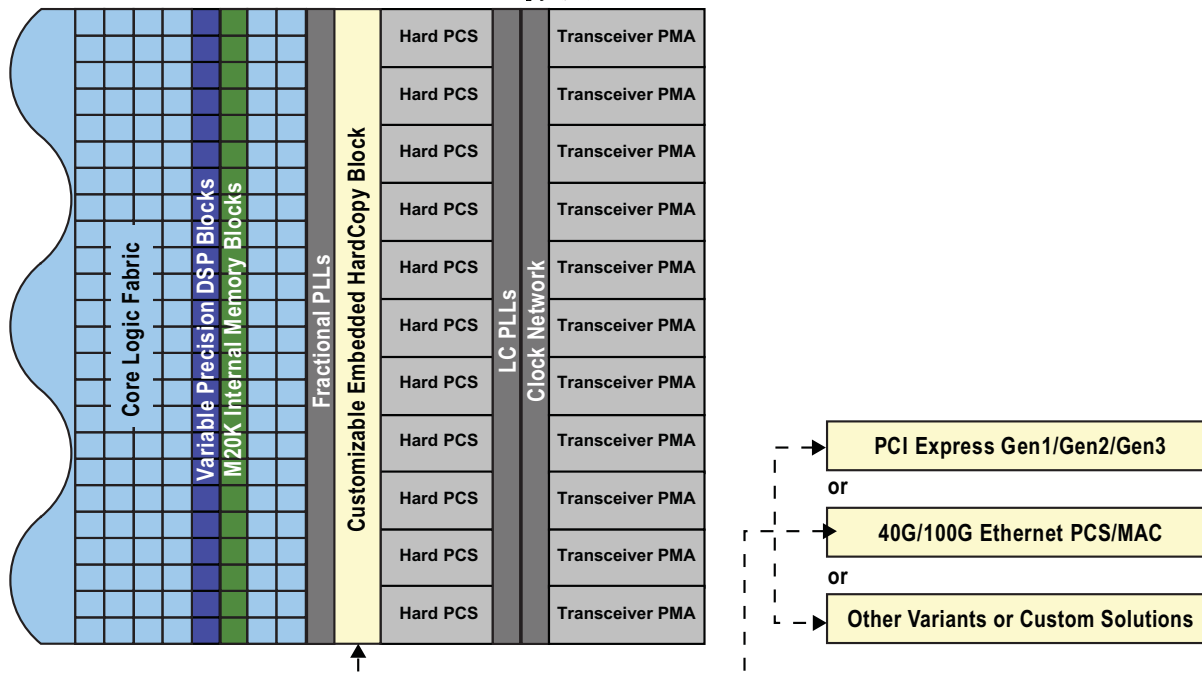 Core Logic Fabric
Variable Precision DSP Blocks
M20K Internal Memory Blocks
Fractional PLLs
Customizable Embedded HardCopy Block
Hard PCS
Hard PCS
Hard PCS
Hard PCS
Hard PCS
Hard PCS
Hard PCS
Hard PCS
Hard PCS
Hard PCS
Hard PCS
LC PLLs
Clock Network
Transceiver PMA
Transceiver PMA
Transceiver PMA
Transceiver PMA
Transceiver PMA
Transceiver PMA
Transceiver PMA
Transceiver PMA
Transceiver PMA
Transceiver PMA
Transceiver PMA
PCI Express Gen1/Gen2/Gen3
or
40G/100G Ethernet PCS/MAC
or
Other Variants or Custom Solutions